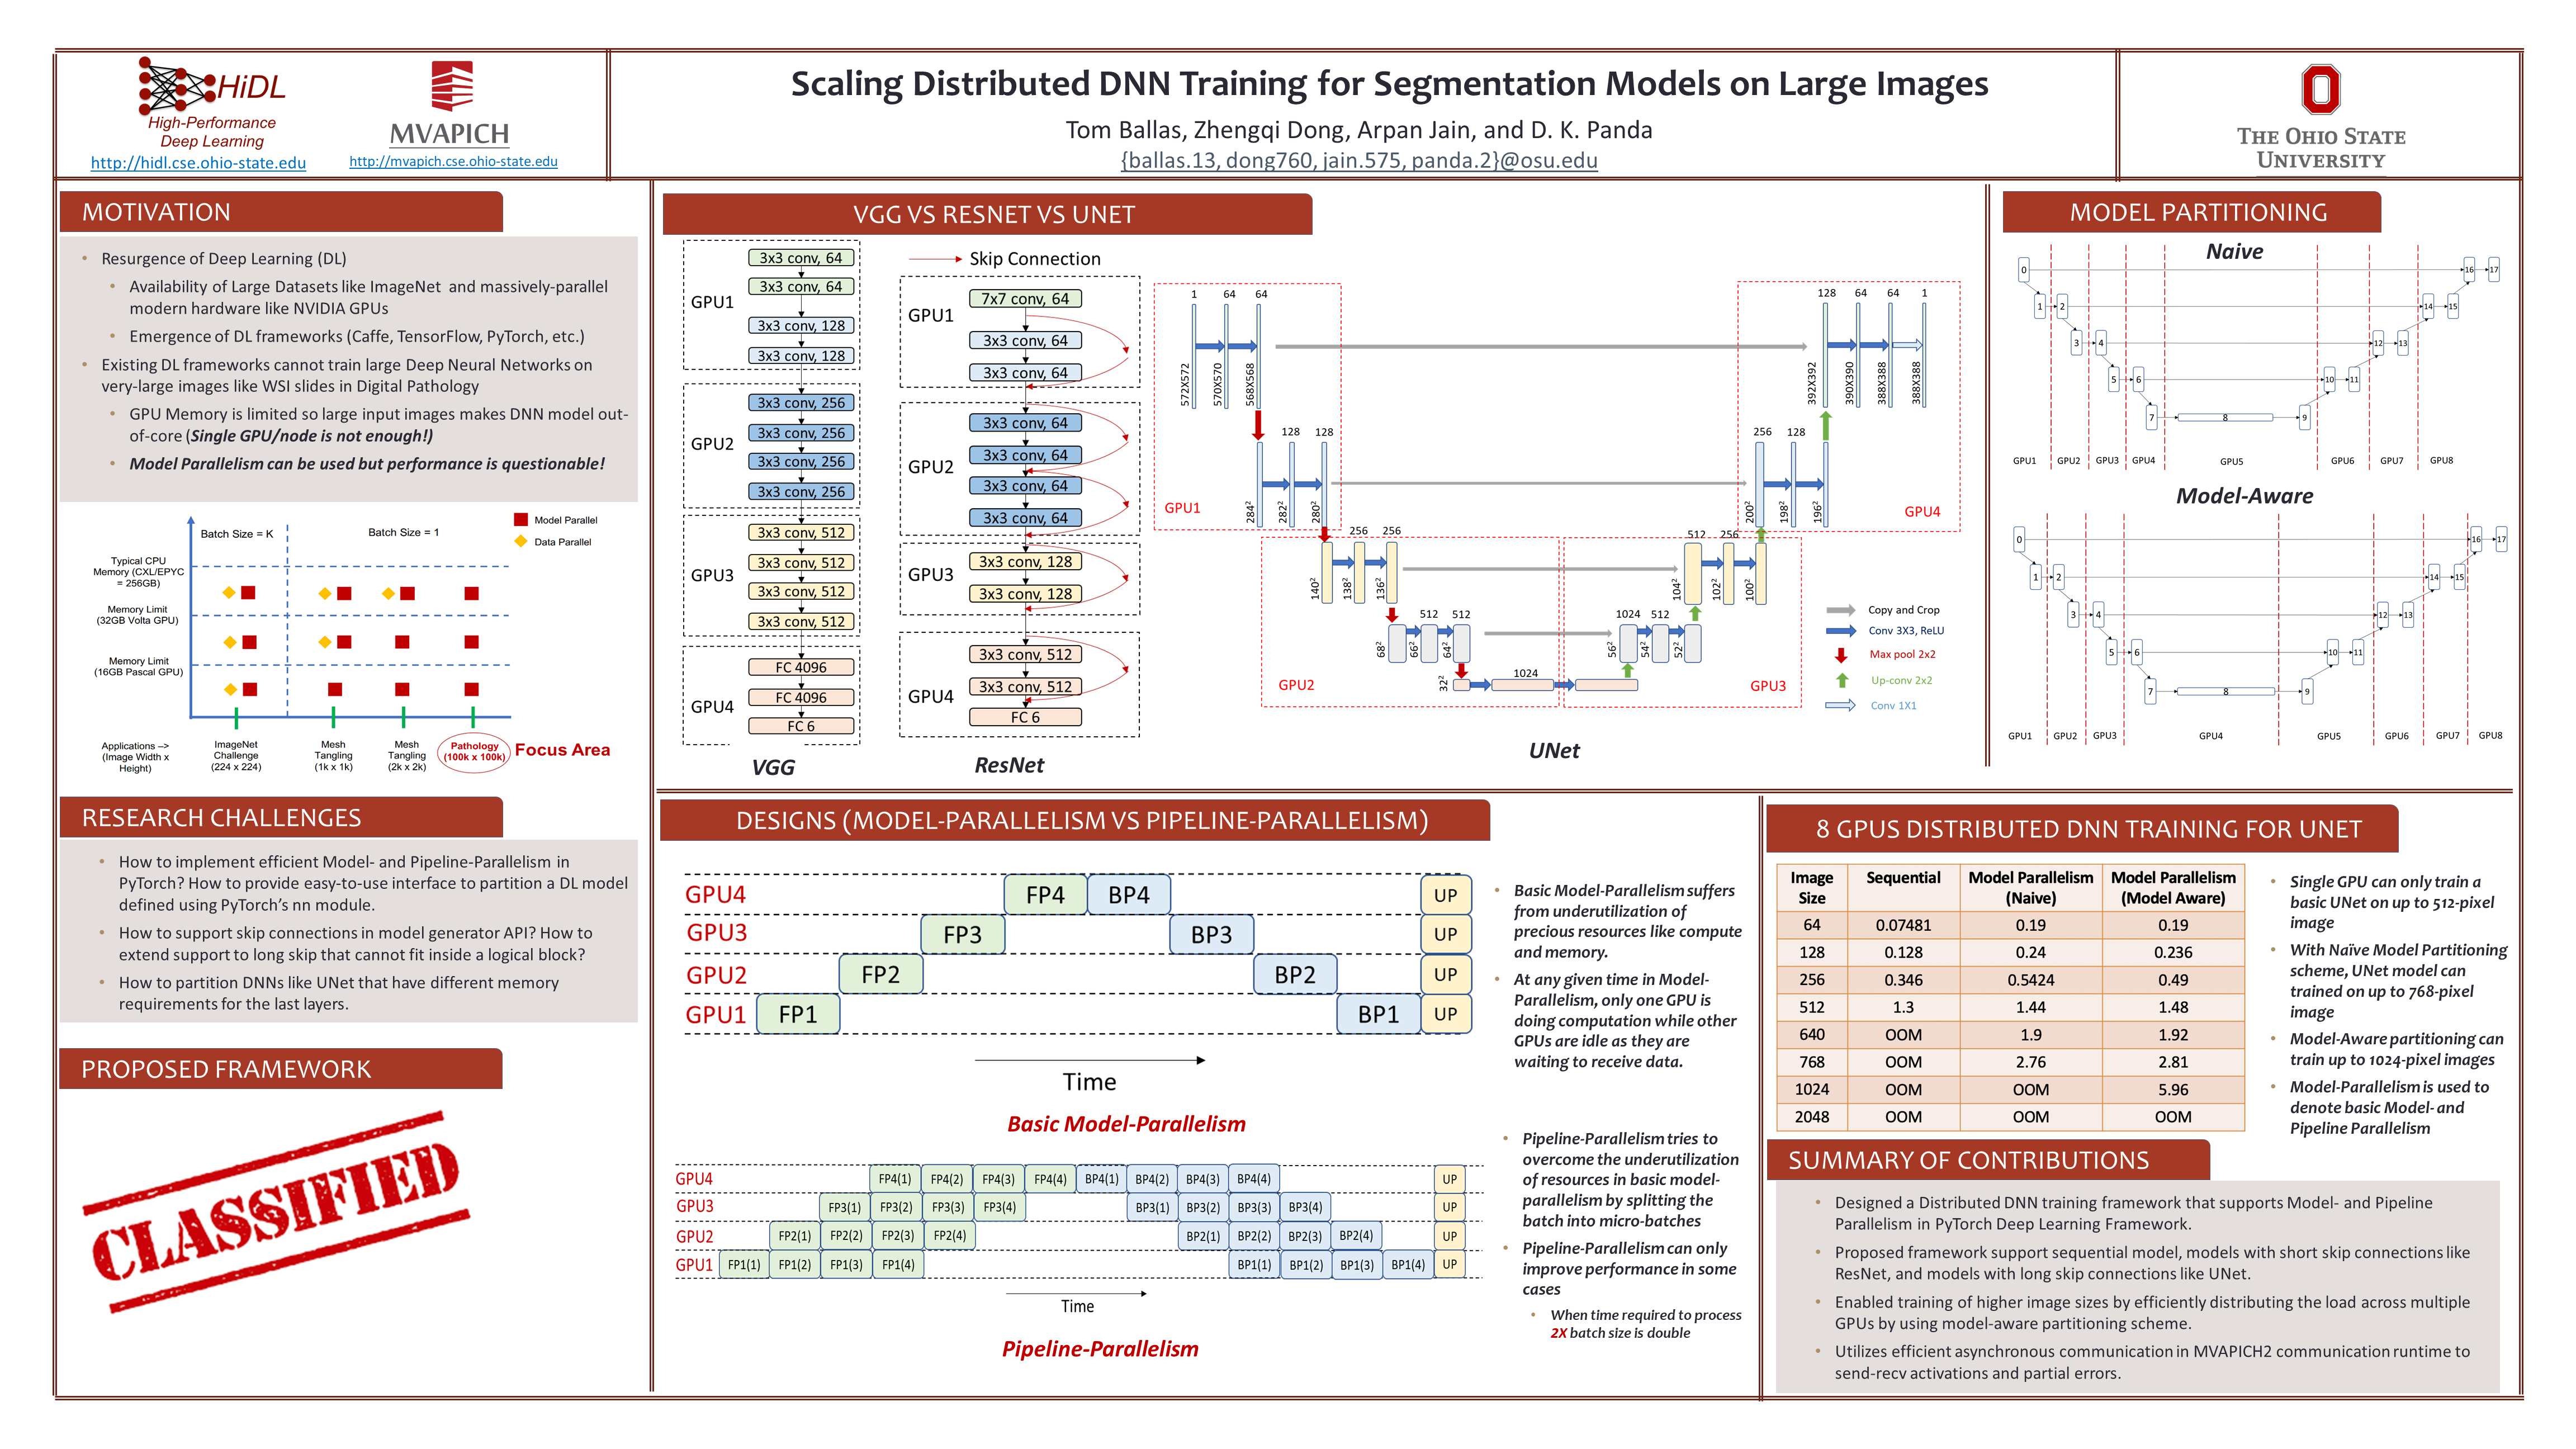 HiDL
High-Performance
Deep Learning
http://hidl.cse.ohio-state.edu
MVAPICH
http://mvapich.cse.ohio-state.edu
Scaling Distributed DNN Training for Segmentation Models on Large Images
Tom Ballas, Zhengqi Dong, Arpan Jain, and D. K. Panda
{ballas.13, dong760, jain.575, panda.2}@osu.edu
THE OHIO STATE
UNIVERSITY
MOTIVATION
• Resurgence of Deep Learning (DL)
• Availability of Large Datasets like ImageNet and massively-parallel
modern hardware like NVIDIA GPUs
• Emergence of DL frameworks (Caffe, TensorFlow, PyTorch, etc.)
• Existing DL frameworks cannot train large Deep Neural Networks on
very-large images like WSI slides in Digital Pathology
• GPU Memory is limited so large input images makes DNN model out-
of-core (Single GPU/node is not enough!)
• Model Parallelism can be used but performance is questionable!
Batch Size = K
Batch Size = 1
Model Parallel
Data Parallel
Typical CPU
Memory (CXL/EPYC
= 256GB)
Memory Limit
(32GB Volta GPU)
Memory Limit
(16GB Pascal GPU)
Applications –>
(Image Width x
Height)
ImageNet
Challenge
(224 x 224)
Mesh
Tangling
(1k x 1k)
Mesh
Tangling
(2k x 2k)
Pathology
(100k x 100k)
Focus Area
RESEARCH CHALLENGES
• How to implement efficient Model- and Pipeline-Parallelism in
PyTorch? How to provide easy-to-use interface to partition a DL model
defined using PyTorch's nn module.
• How to support skip connections in model generator API? How to
extend support to long skip that cannot fit inside a logical block?
• How to partition DNNs like UNet that have different memory
requirements for the last layers.
PROPOSED FRAMEWORK
CLASSIFIED
VGG VS RESNET VS UNET
GPU1
3x3 conv, 64
3x3 conv, 64
3x3 conv, 128
3x3 conv, 128
GPU2
3x3 conv, 256
3x3 conv, 256
3x3 conv, 256
3x3 conv, 256
GPU3
3x3 conv, 512
3x3 conv, 512
3x3 conv, 512
3x3 conv, 512
GPU4
FC 4096
FC 4096
FC 6
VGG
Skip Connection
GPU1
7x7 conv, 64
3x3 conv, 64
3x3 conv, 64
GPU2
3x3 conv, 64
3x3 conv, 64
3x3 conv, 64
3x3 conv, 64
GPU3
3x3 conv, 128
3x3 conv, 128
GPU4
3x3 conv, 512
3x3 conv, 512
FC 6
ResNet
1 64 64
572X572 570X570 568X568
128 128
284² 282² 280²
GPU1
256 256
140² 138² 136²
512 512
68² 66² 64²
GPU2
32²
1024
1024 512
56² 54² 52²
GPU3
512 256
104² 102² 100²
256 128
200² 198² 196²
128 64 64 1
392X392 390X390 388X388 388X388
GPU4
Copy and Crop
Conv 3X3, ReLU
Max pool 2x2
Up-conv 2x2
Conv 1X1
UNet
MODEL PARTITIONING
Naive
0 16 17
1 2 14 15
3 4 12 13
5 6 10 11
7 8 9
GPU1 GPU2 GPU3 GPU4 GPU5 GPU6 GPU7 GPU8
Model-Aware
0 16 17
1 2 14 15
3 4 12 13
5 6 10 11
7 8 9
GPU1 GPU2 GPU3 GPU4 GPU5 GPU6 GPU7 GPU8
DESIGNS (MODEL-PARALLELISM VS PIPELINE-PARALLELISM)
GPU4 FP4 BP4 UP
GPU3 FP3 BP3 UP
GPU2 FP2 BP2 UP
GPU1 FP1 BP1 UP
Time
Basic Model-Parallelism
• Basic Model-Parallelism suffers
from underutilization of
precious resources like compute
and memory.
• At any given time in Model-
Parallelism, only one GPU is
doing computation while other
GPUs are idle as they are
waiting to receive data.
GPU4 FP4(1) FP4(2) FP4(3) FP4(4) BP4(1) BP4(2) BP4(3) BP4(4) UP
GPU3 FP3(1) FP3(2) FP3(3) FP3(4) BP3(1) BP3(2) BP3(3) BP3(4) UP
GPU2 FP2(1) FP2(2) FP2(3) FP2(4) BP2(1) BP2(2) BP2(3) BP2(4) UP
GPU1 FP1(1) FP1(2) FP1(3) FP1(4) BP1(1) BP1(2) BP1(3) BP1(4) UP
Time
Pipeline-Parallelism
• Pipeline-Parallelism tries to
overcome the underutilization
of resources in basic model-
parallelism by splitting the
batch into micro-batches
• Pipeline-Parallelism can only
improve performance in some
cases
• When time required to process
2X batch size is double
8 GPUS DISTRIBUTED DNN TRAINING FOR UNET
Image Size Sequential Model Parallelism (Naive) Model Parallelism (Model Aware)
64 0.07481 0.19 0.19
128 0.128 0.24 0.236
256 0.346 0.5424 0.49
512 1.3 1.44 1.48
640 OOM 1.9 1.92
768 OOM 2.76 2.81
1024 OOM OOM 5.96
2048 OOM OOM OOM
• Single GPU can only train a
basic UNet on up to 512-pixel
image
• With Naïve Model Partitioning
scheme, UNet model can
trained on up to 768-pixel
image
• Model-Aware partitioning can
train up to 1024-pixel images
• Model-Parallelism is used to
denote basic Model- and
Pipeline Parallelism
SUMMARY OF CONTRIBUTIONS
• Designed a Distributed DNN training framework that supports Model- and Pipeline
Parallelism in PyTorch Deep Learning Framework.
• Proposed framework support sequential model, models with short skip connections like
ResNet, and models with long skip connections like UNet.
• Enabled training of higher image sizes by efficiently distributing the load across multiple
GPUs by using model-aware partitioning scheme.
• Utilizes efficient asynchronous communication in MVAPICH2 communication runtime to
send-recv activations and partial errors.